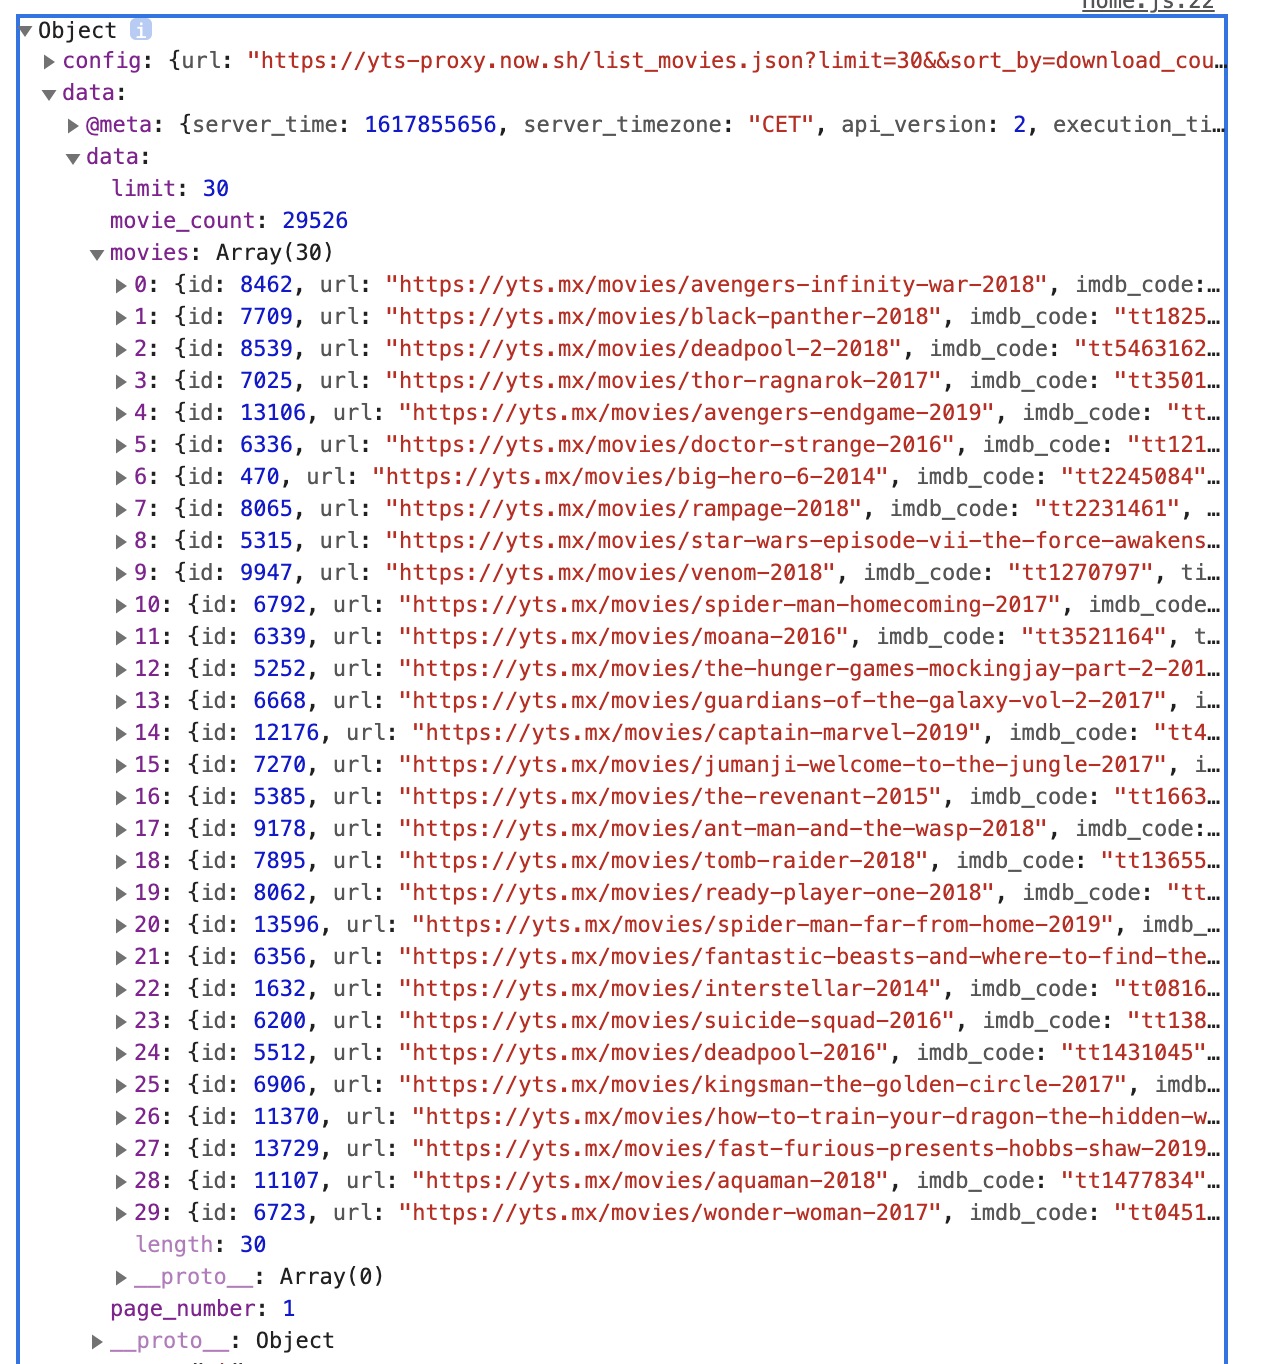 home.js:22
Object i
config: {url: "https://yts-proxy.now.sh/list_movies.json?limit=30&&sort_by=download_cou…
data:
@meta: {server_time: 1617855656, server_timezone: "CET", api_version: 2, execution_ti…
data:
limit: 30
movie_count: 29526
movies: Array(30)
0: {id: 8462, url: "https://yts.mx/movies/avengers-infinity-war-2018", imdb_code:…
1: {id: 7709, url: "https://yts.mx/movies/black-panther-2018", imdb_code: "tt1825…
2: {id: 8539, url: "https://yts.mx/movies/deadpool-2-2018", imdb_code: "tt5463162…
3: {id: 7025, url: "https://yts.mx/movies/thor-ragnarok-2017", imdb_code: "tt3501…
4: {id: 13106, url: "https://yts.mx/movies/avengers-endgame-2019", imdb_code: "tt…
5: {id: 6336, url: "https://yts.mx/movies/doctor-strange-2016", imdb_code: "tt121…
6: {id: 470, url: "https://yts.mx/movies/big-hero-6-2014", imdb_code: "tt2245084"…
7: {id: 8065, url: "https://yts.mx/movies/rampage-2018", imdb_code: "tt2231461", …
8: {id: 5315, url: "https://yts.mx/movies/star-wars-episode-vii-the-force-awakens…
9: {id: 9947, url: "https://yts.mx/movies/venom-2018", imdb_code: "tt1270797", ti…
10: {id: 6792, url: "https://yts.mx/movies/spider-man-homecoming-2017", imdb_code…
11: {id: 6339, url: "https://yts.mx/movies/moana-2016", imdb_code: "tt3521164", t…
12: {id: 5252, url: "https://yts.mx/movies/the-hunger-games-mockingjay-part-2-201…
13: {id: 6668, url: "https://yts.mx/movies/guardians-of-the-galaxy-vol-2-2017", i…
14: {id: 12176, url: "https://yts.mx/movies/captain-marvel-2019", imdb_code: "tt4…
15: {id: 7270, url: "https://yts.mx/movies/jumanji-welcome-to-the-jungle-2017", i…
16: {id: 5385, url: "https://yts.mx/movies/the-revenant-2015", imdb_code: "tt1663…
17: {id: 9178, url: "https://yts.mx/movies/ant-man-and-the-wasp-2018", imdb_code:…
18: {id: 7895, url: "https://yts.mx/movies/tomb-raider-2018", imdb_code: "tt13655…
19: {id: 8062, url: "https://yts.mx/movies/ready-player-one-2018", imdb_code: "tt…
20: {id: 13596, url: "https://yts.mx/movies/spider-man-far-from-home-2019", imdb_…
21: {id: 6356, url: "https://yts.mx/movies/fantastic-beasts-and-where-to-find-the…
22: {id: 1632, url: "https://yts.mx/movies/interstellar-2014", imdb_code: "tt0816…
23: {id: 6200, url: "https://yts.mx/movies/suicide-squad-2016", imdb_code: "tt138…
24: {id: 5512, url: "https://yts.mx/movies/deadpool-2016", imdb_code: "tt1431045"…
25: {id: 6906, url: "https://yts.mx/movies/kingsman-the-golden-circle-2017", imdb…
26: {id: 11370, url: "https://yts.mx/movies/how-to-train-your-dragon-the-hidden-w…
27: {id: 13729, url: "https://yts.mx/movies/fast-furious-presents-hobbs-shaw-2019…
28: {id: 11107, url: "https://yts.mx/movies/aquaman-2018", imdb_code: "tt1477834"…
29: {id: 6723, url: "https://yts.mx/movies/wonder-woman-2017", imdb_code: "tt0451…
length: 30
__proto__: Array(0)
page_number: 1
__proto__: Object